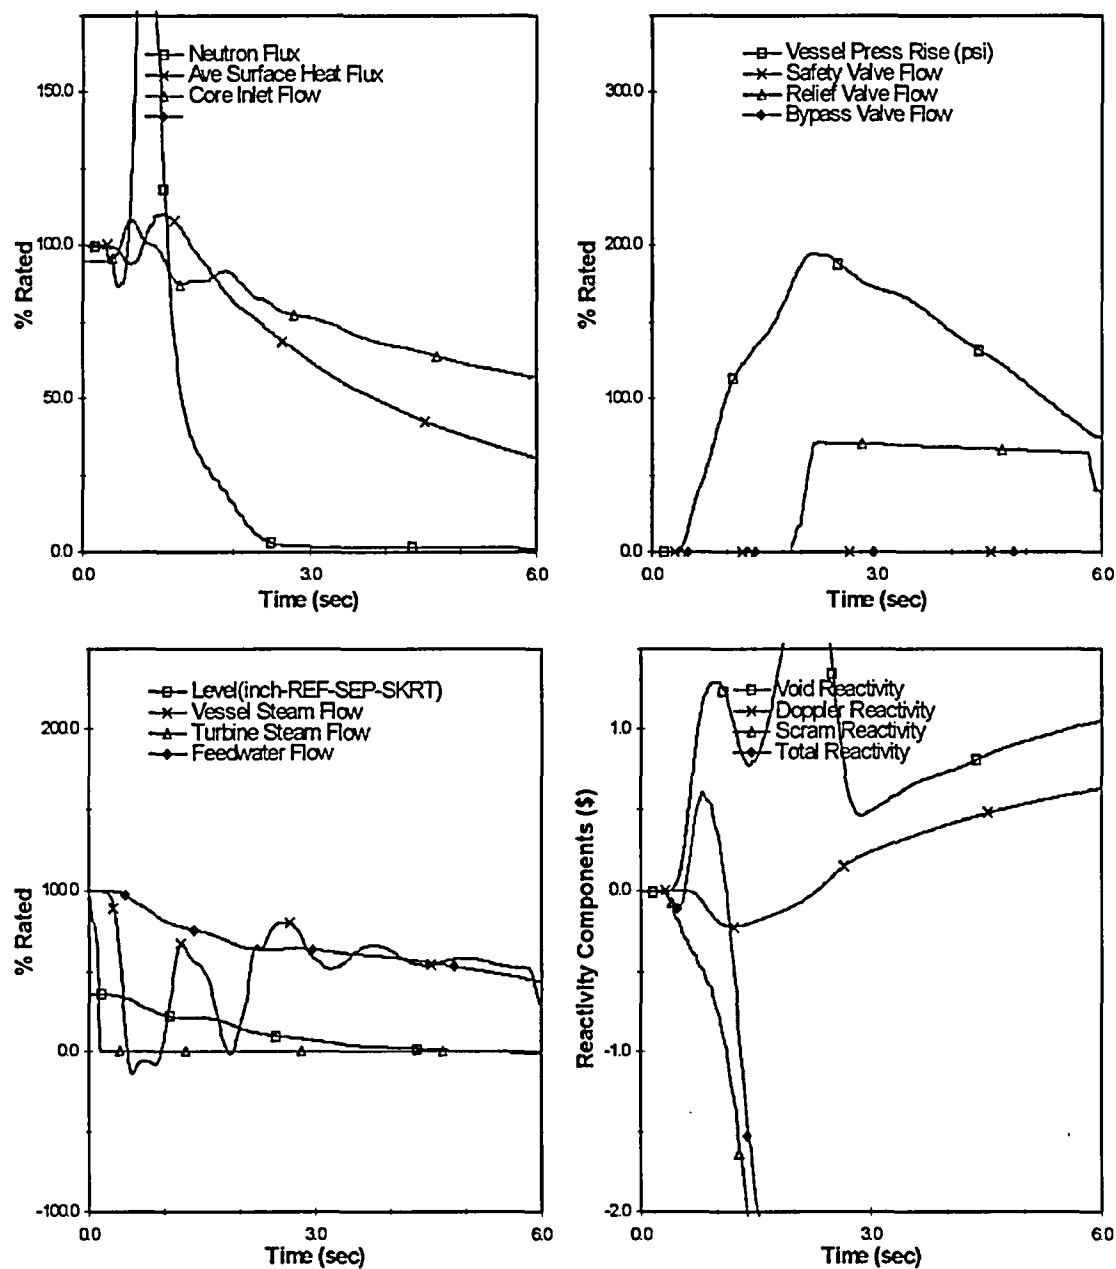 Neutron Flux
Ave Surface Heat Flux
Core Inlet Flow
150.0
100.0
50.0
0.0
% Rated
0.0
3.0
6.0
Time (sec)
Vessel Press Rise (psi)
Safety Valve Flow
Relief Valve Flow
Bypass Valve Flow
300.0
200.0
100.0
0.0
% Rated
0.0
3.0
6.0
Time (sec)
Level(inch-REF-SEP-SKRT)
Vessel Steam Flow
Turbine Steam Flow
Feedwater Flow
200.0
100.0
0.0
-100.0
% Rated
0.0
3.0
6.0
Time (sec)
Void Reactivity
Doppler Reactivity
Scram Reactivity
Total Reactivity
1.0
0.0
-1.0
-2.0
Reactivity Components ($)
0.0
3.0
6.0
Time (sec)